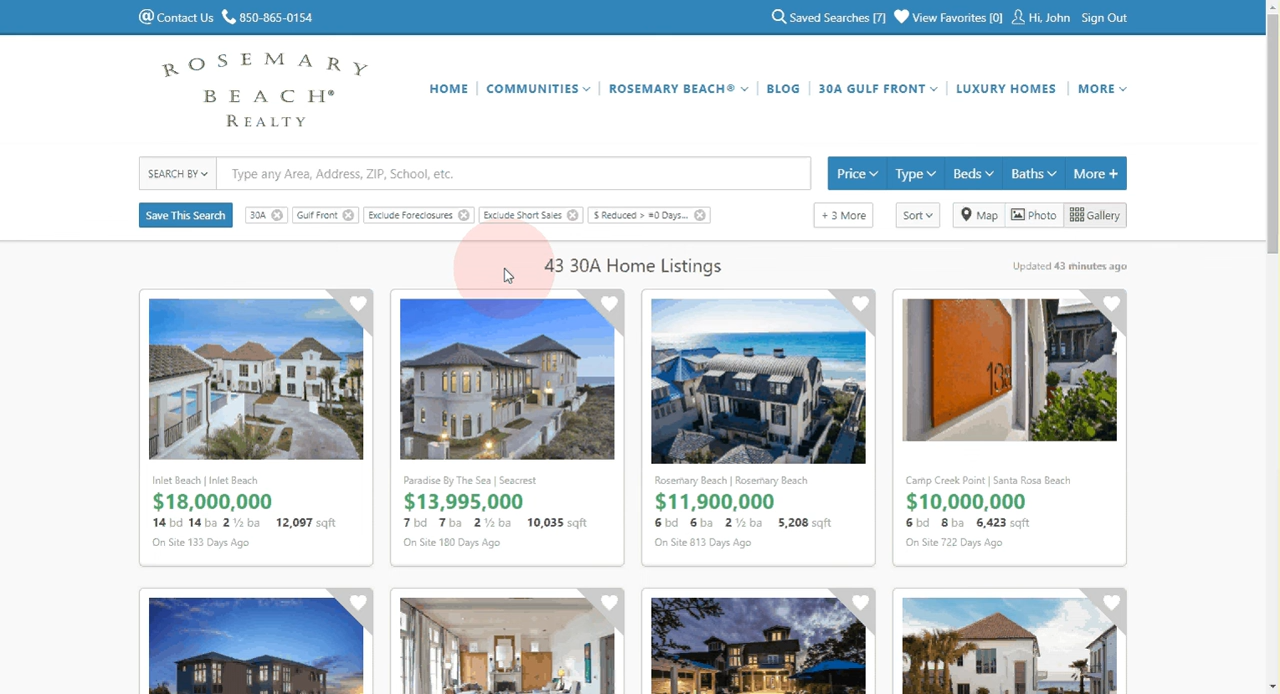 Contact Us 850-865-0154 Saved Searches [7] View Favorites [0] Hi, John Sign Out
ROSEMARY
BEACH®
REALTY
HOME COMMUNITIES ROSEMARY BEACH® BLOG 30A GULF FRONT LUXURY HOMES MORE
SEARCH BY Type any Area, Address, ZIP, School, etc. Price Type Beds Baths More +
Save This Search 30A Gulf Front Exclude Foreclosures Exclude Short Sales $ Reduced > =0 Days... + 3 More Sort Map Photo Gallery
43 30A Home Listings
Updated 43 minutes ago
Inlet Beach | Inlet Beach
$18,000,000
14 bd 14 ba 2 ½ ba 12,097 sqft
On Site 133 Days Ago
Paradise By The Sea | Seacrest
$13,995,000
7 bd 7 ba 2 ½ ba 10,035 sqft
On Site 180 Days Ago
Rosemary Beach | Rosemary Beach
$11,900,000
6 bd 6 ba 2 ½ ba 5,208 sqft
On Site 813 Days Ago
Camp Creek Point | Santa Rosa Beach
$10,000,000
6 bd 8 ba 6,423 sqft
On Site 722 Days Ago